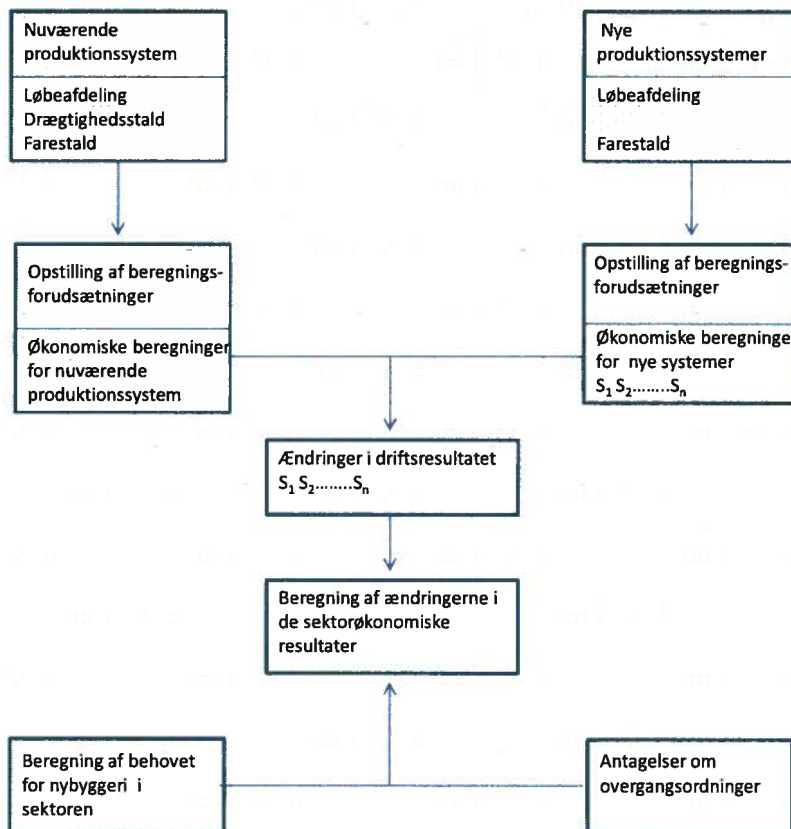 Nuværende
produktionssystem
Løbeafdeling
Drægtighedsstald
Farestald
Nye
produktionssystemer
Løbeafdeling
Farestald
Opstilling af beregnings-
forudsætninger
Økonomiske beregninger
for nuværende
produktionssystem
Opstilling af beregnings-
forudsætninger
Økonomiske beregninge
for nye systemer
S₁ S₂........Sₙ
Ændringer i driftsresultatet
S₁ S₂........Sₙ
Beregning af ændringerne i
de sektorøkonomiske
resultater
Beregning af behovet
for nybyggeri i
sektoren
Antagelser om
overgangsordninger